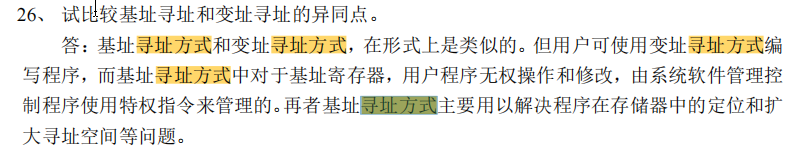 26、 试比较基址寻址和变址寻址的异同点。
答：基址寻址方式和变址寻址方式，在形式上是类似的。但用户可使用变址寻址方式编
写程序，而基址寻址方式中对于基址寄存器，用户程序无权操作和修改，由系统软件管理控
制程序使用特权指令来管理的。再者基址寻址方式主要用以解决程序在存储器中的定位和扩
大寻址空间等问题。